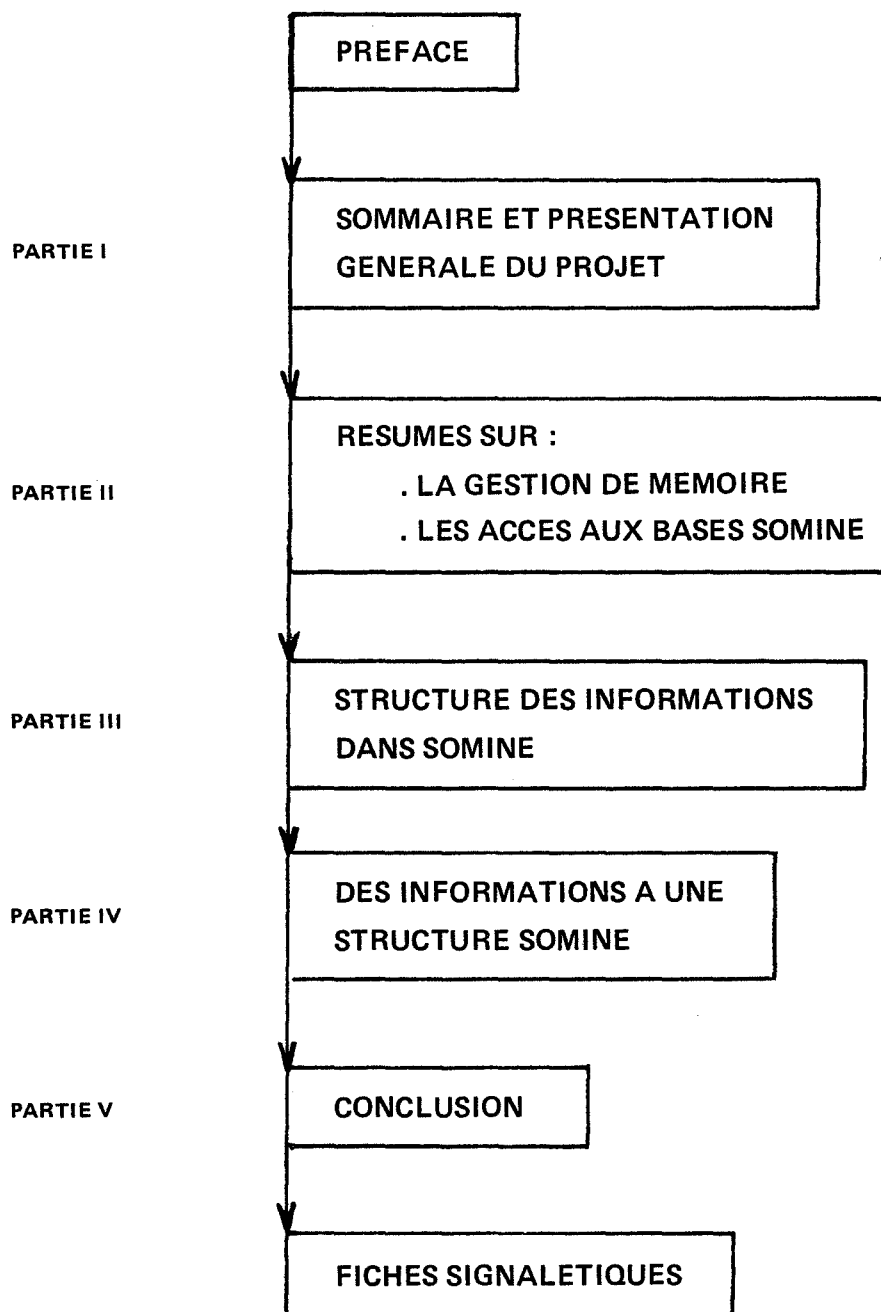 PREFACE
PARTIE I
SOMMAIRE ET PRESENTATION
GENERALE DU PROJET
PARTIE II
RESUMES SUR :
. LA GESTION DE MEMOIRE
. LES ACCES AUX BASES SOMINE
PARTIE III
STRUCTURE DES INFORMATIONS
DANS SOMINE
PARTIE IV
DES INFORMATIONS A UNE
STRUCTURE SOMINE
PARTIE V
CONCLUSION
FICHES SIGNALETIQUES